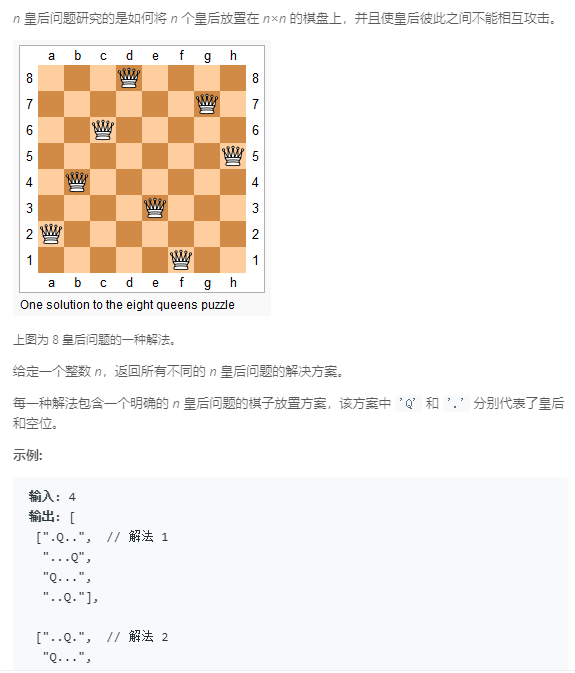 n 皇后问题研究的是如何将 n 个皇后放置在 n×n 的棋盘上，并且使皇后彼此之间不能相互攻击。
a b c d e f g h
8 8
7 7
6 6
5 5
4 4
3 3
2 2
1 1
a b c d e f g h
One solution to the eight queens puzzle
上图为 8 皇后问题的一种解法。
给定一个整数 n，返回所有不同的 n 皇后问题的解决方案。
每一种解法包含一个明确的 n 皇后问题的棋子放置方案，该方案中 'Q' 和 '.' 分别代表了皇后
和空位。
示例:
输入: 4
输出: [
[".Q..",  // 解法 1
"...Q",
"Q...",
"..Q."],
["..Q.",  // 解法 2
"Q...",